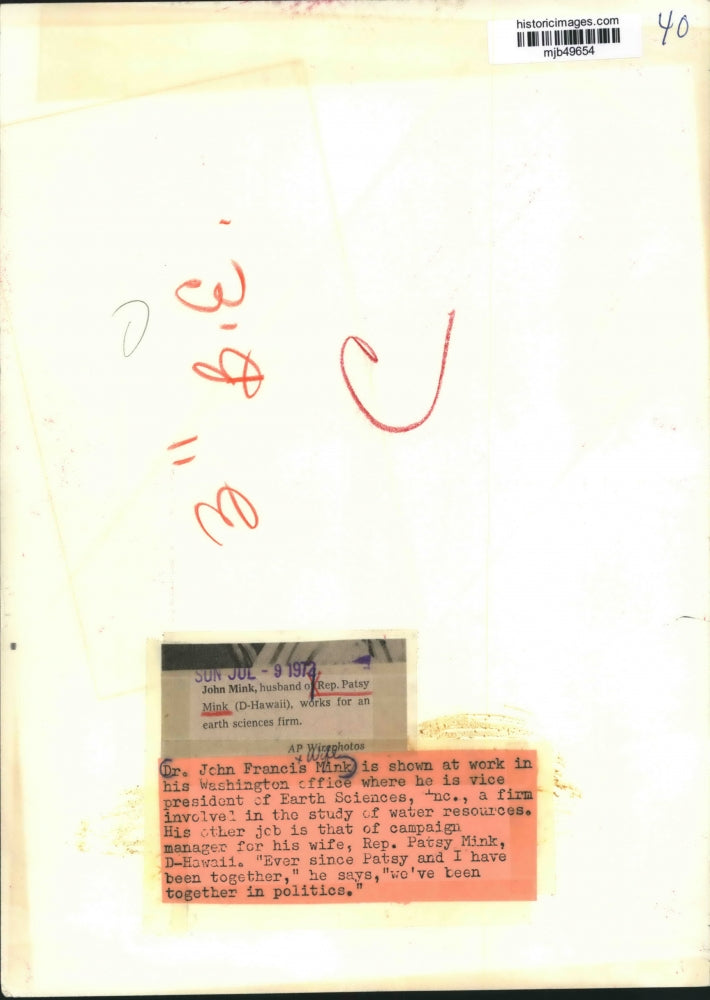 historicimages.com
mjb49654
40
3" B.E.
C
SUN JUL - 9 1972
John Mink, husband of Rep. Patsy
Mink (D-Hawaii), works for an
earth sciences firm.
AP Wirephotos
+ Wife
Dr. John Francis Mink is shown at work in
his Washington office where he is vice
president of Earth Sciences, Inc., a firm
involved in the study of water resources.
His other job is that of campaign
manager for his wife, Rep. Patsy Mink,
D-Hawaii. "Ever since Patsy and I have
been together," he says,"we've been
together in politics."